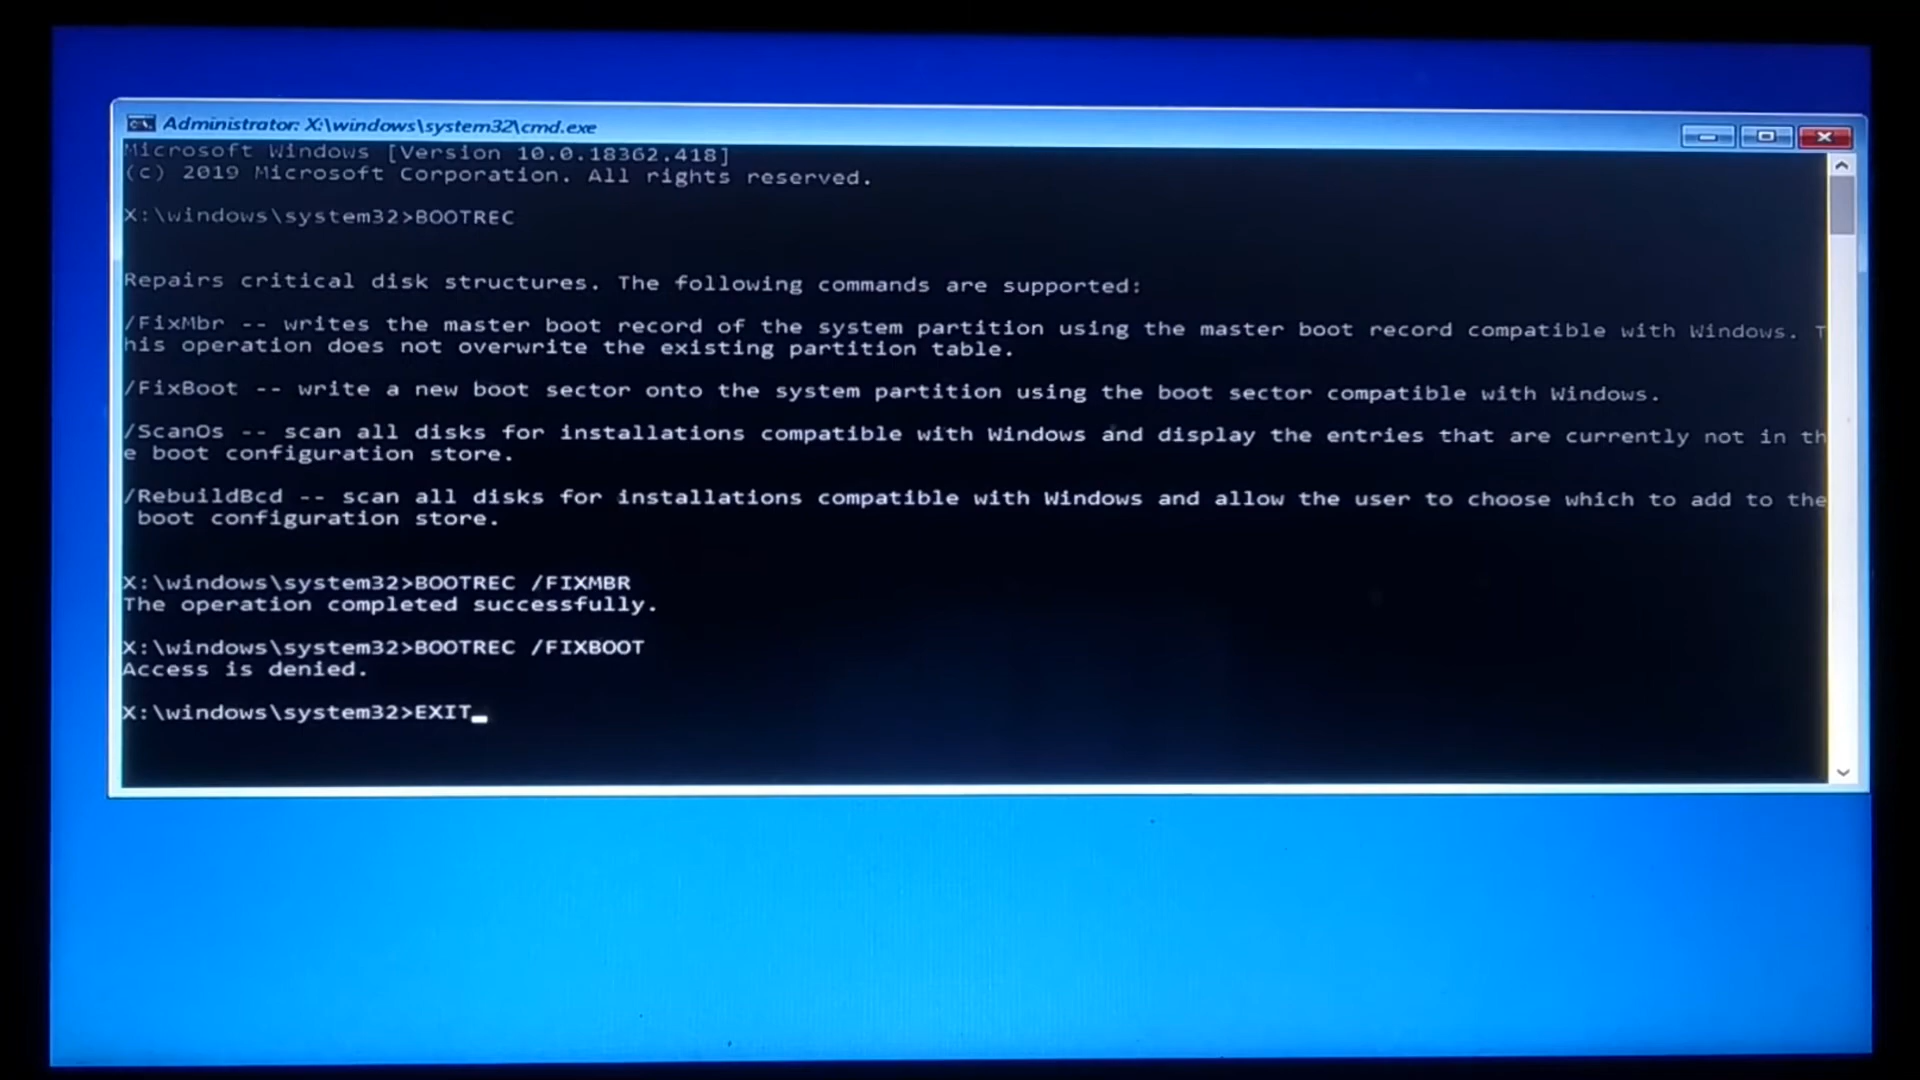 Administrator: X:\windows\system32\cmd.exe
Microsoft Windows [Version 10.0.18362.418]
(c) 2019 Microsoft Corporation. All rights reserved.
X:\windows\system32>BOOTREC
Repairs critical disk structures. The following commands are supported:
/FixMbr -- writes the master boot record of the system partition using the master boot record compatible with Windows. T
his operation does not overwrite the existing partition table.
/FixBoot -- write a new boot sector onto the system partition using the boot sector compatible with Windows.
/ScanOs -- scan all disks for installations compatible with Windows and display the entries that are currently not in th
e boot configuration store.
/RebuildBcd -- scan all disks for installations compatible with Windows and allow the user to choose which to add to the
 boot configuration store.
X:\windows\system32>BOOTREC /FIXMBR
The operation completed successfully.
X:\windows\system32>BOOTREC /FIXBOOT
Access is denied.
X:\windows\system32>EXIT